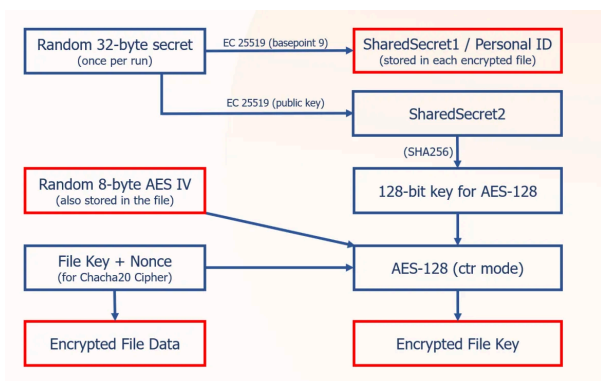 Random 32-byte secret
(once per run)
EC 25519 (basepoint 9)
SharedSecret1 / Personal ID
(stored in each encrypted file)
EC 25519 (public key)
SharedSecret2
(SHA256)
Random 8-byte AES IV
(also stored in the file)
128-bit key for AES-128
File Key + Nonce
(for Chacha20 Cipher)
AES-128 (ctr mode)
Encrypted File Data
Encrypted File Key